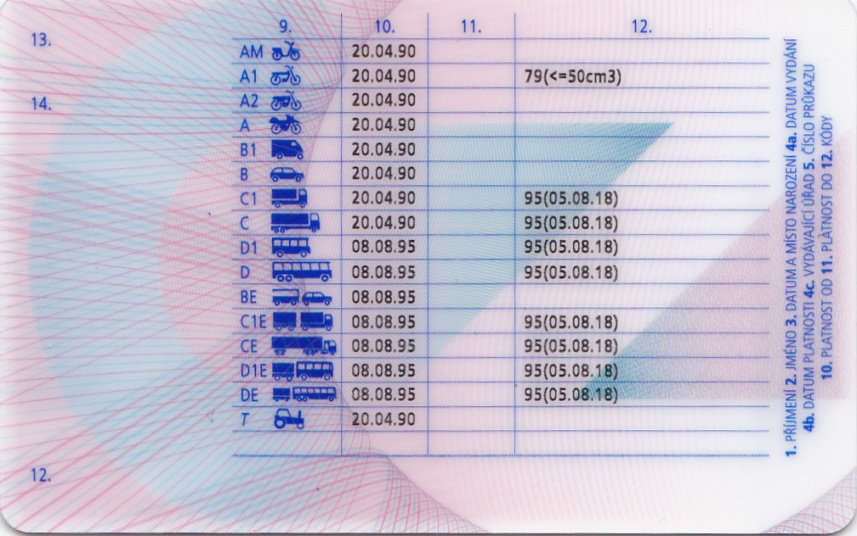 9. 10. 11. 12.
13.
AM 20.04.90
A1 20.04.90 79(<=50cm3)
14.
A2 20.04.90
A 20.04.90
B1 20.04.90
B 20.04.90
C1 20.04.90 95(05.08.18)
C 20.04.90 95(05.08.18)
D1 08.08.95 95(05.08.18)
D 08.08.95 95(05.08.18)
BE 08.08.95
C1E 08.08.95 95(05.08.18)
CE 08.08.95 95(05.08.18)
D1E 08.08.95 95(05.08.18)
DE 08.08.95 95(05.08.18)
T 20.04.90
12.
1. PŘÍJMENÍ 2. JMÉNO 3. DATUM A MÍSTO NAROZENÍ 4a. DATUM VYDÁNÍ
4b. DATUM PLATNOSTI 4c. VYDÁVAJÍCÍ ÚŘAD 5. ČÍSLO PRŮKAZU
10. PLATNOST OD 11. PLATNOST DO 12. KÓDY